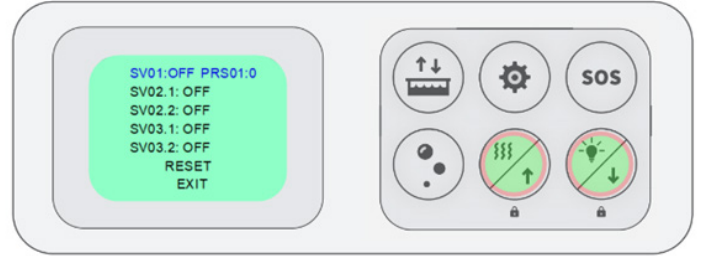 SV01:OFF PRS01:0
SV02.1: OFF
SV02.2: OFF
SV03.1: OFF
SV03.2: OFF
RESET
EXIT
SOS